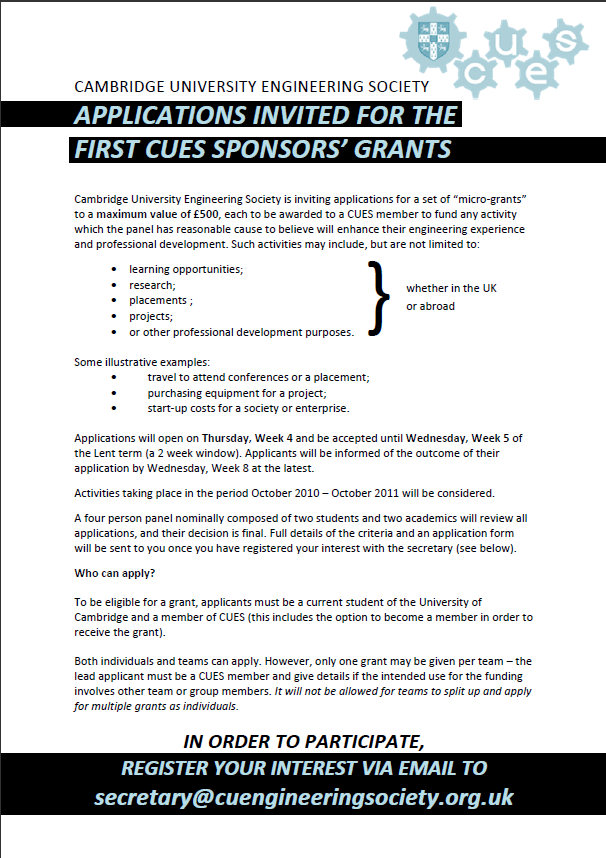 cues
CAMBRIDGE UNIVERSITY ENGINEERING SOCIETY
APPLICATIONS INVITED FOR THE
FIRST CUES SPONSORS’ GRANTS
Cambridge University Engineering Society is inviting applications for a set of “micro-grants”
to a maximum value of £500, each to be awarded to a CUES member to fund any activity
which the panel has reasonable cause to believe will enhance their engineering experience
and professional development. Such activities may include, but are not limited to:
• learning opportunities;
• research;
• placements ;
• projects;
• or other professional development purposes.
} whether in the UK
or abroad
Some illustrative examples:
• travel to attend conferences or a placement;
• purchasing equipment for a project;
• start-up costs for a society or enterprise.
Applications will open on Thursday, Week 4 and be accepted until Wednesday, Week 5 of
the Lent term (a 2 week window). Applicants will be informed of the outcome of their
application by Wednesday, Week 8 at the latest.
Activities taking place in the period October 2010 – October 2011 will be considered.
A four person panel nominally composed of two students and two academics will review all
applications, and their decision is final. Full details of the criteria and an application form
will be sent to you once you have registered your interest with the secretary (see below).
Who can apply?
To be eligible for a grant, applicants must be a current student of the University of
Cambridge and a member of CUES (this includes the option to become a member in order to
receive the grant).
Both individuals and teams can apply. However, only one grant may be given per team – the
lead applicant must be a CUES member and give details if the intended use for the funding
involves other team or group members. It will not be allowed for teams to split up and apply
for multiple grants as individuals.
IN ORDER TO PARTICIPATE,
REGISTER YOUR INTEREST VIA EMAIL TO
secretary@cuengineeringsociety.org.uk